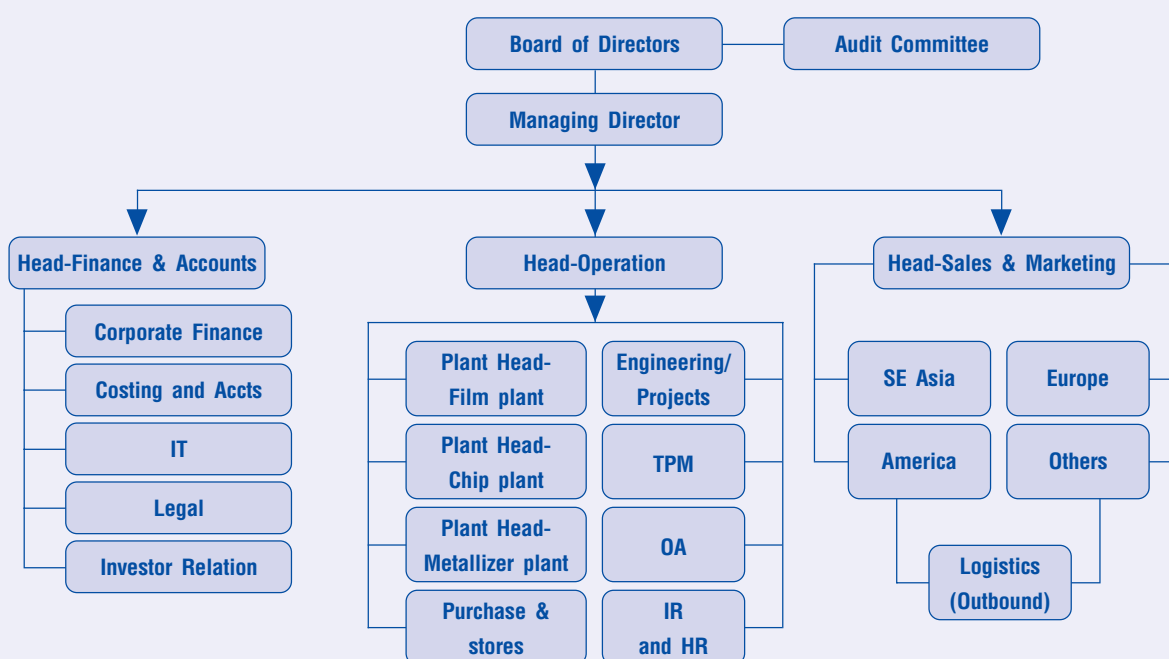 Board of Directors
Audit Committee
Managing Director
Head-Finance & Accounts
Corporate Finance
Costing and Accts
IT
Legal
Investor Relation
Head-Operation
Plant Head-
Film plant
Plant Head-
Chip plant
Plant Head-
Metallizer plant
Purchase &
stores
Engineering/
Projects
TPM
OA
IR
and HR
Head-Sales & Marketing
SE Asia
Europe
America
Others
Logistics
(Outbound)